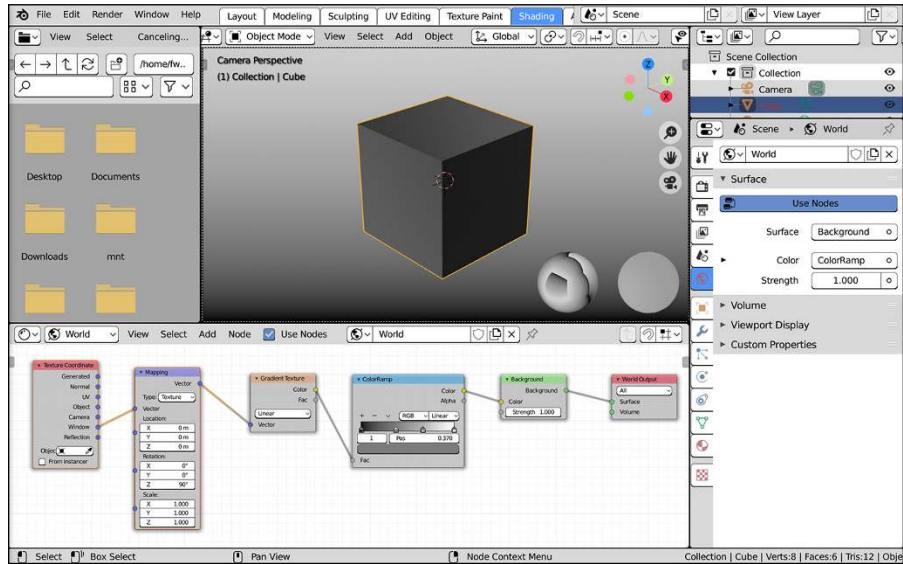 File Edit Render Window Help
Layout Modeling Sculpting UV Editing Texture Paint Shading
Scene
View Layer
View Select Canceling...
Object Mode View Select Add Object Global
/home/fw..
Camera Perspective
(1) Collection | Cube
Z
Y
X
Desktop Documents
Downloads mnt
Scene Collection
Collection
Camera
Scene World
World
Surface
Use Nodes
Surface Background
Color ColorRamp
Strength 1.000
Volume
Viewport Display
Custom Properties
World View Select Add Node Use Nodes World
Texture Coordinate
Generated
Normal
UV
Object
Camera
Window
Reflection
Objec
From Instancer
Mapping
Vector
Type: Texture
Vector
Location:
X 0 m
Y 0 m
Z 0 m
Rotation:
X 0°
Y 0°
Z 90°
Scale:
X 1.000
Y 1.000
Z 1.000
Gradient Texture
Color
Fac
Linear
Vector
ColorRamp
Color
Alpha
+ − RGB Linear
1 Pos 0.378
Fac
Background
Background
Color
Strength 1.000
World Output
All
Surface
Volume
Select Box Select Pan View Node Context Menu Collection | Cube | Verts:8 | Faces:6 | Tris:12 | Obje